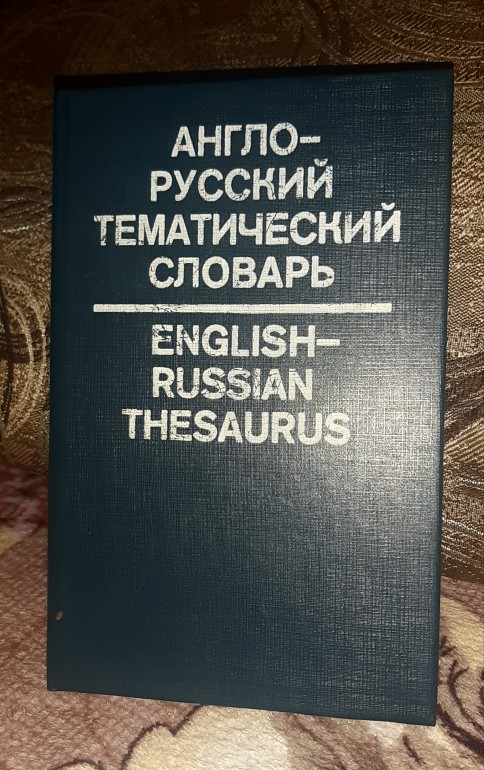 АНГЛО-
РУССКИЙ
ТЕМАТИЧЕСКИЙ
СЛОВАРЬ
ENGLISH-
RUSSIAN
THESAURUS